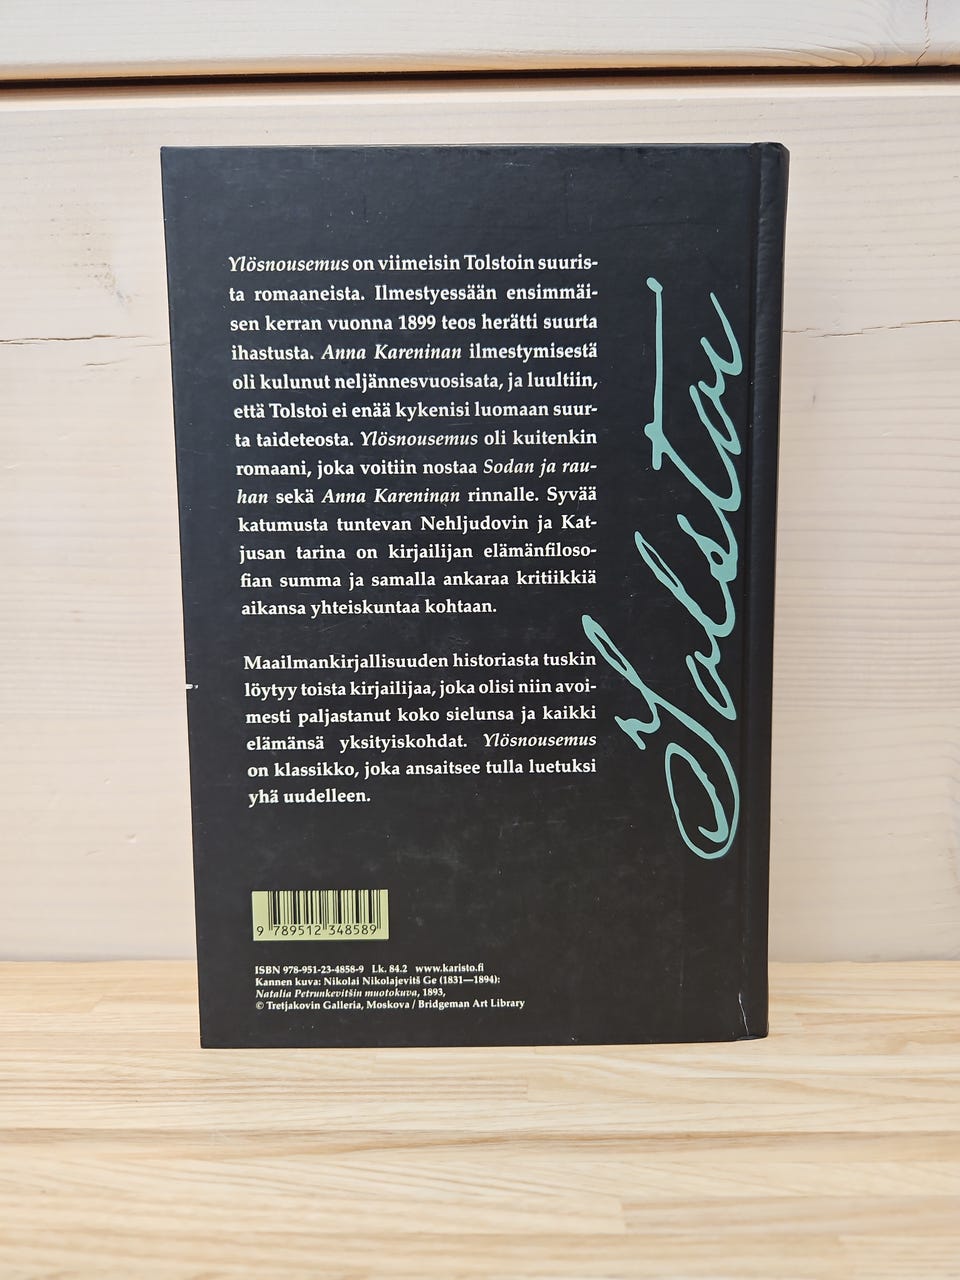 Ylösnousemus on viimeisin Tolstoin suuris-
ta romaaneista. Ilmestyessään ensimmäi-
sen kerran vuonna 1899 teos herätti suurta
ihastusta. Anna Kareninan ilmestymisestä
oli kulunut neljännesvuosisata, ja luultiin,
että Tolstoi ei enää kykenisi luomaan suur-
ta taideteosta. Ylösnousemus oli kuitenkin
romaani, joka voitiin nostaa Sodan ja rau-
han sekä Anna Kareninan rinnalle. Syvää
katumusta tuntevan Nehljudovin ja Kat-
jusan tarina on kirjailijan elämänfiloso-
fian summa ja samalla ankaraa kritiikkiä
aikansa yhteiskuntaa kohtaan.
Maailmankirjallisuuden historiasta tuskin
löytyy toista kirjailijaa, joka olisi niin avoi-
mesti paljastanut koko sielunsa ja kaikki
elämänsä yksityiskohdat. Ylösnousemus
on klassikko, joka ansaitsee tulla luetuksi
yhä uudelleen.
Tolstoi
9 789512 348589
ISBN 978-951-23-4858-9 Lk. 84.2 www.karisto.fi
Kannen kuva: Nikolai Nikolajevitš Ge (1831—1894):
Natalia Petrunkevitšin muotokuva, 1893,
© Tretjakovin Galleria, Moskova / Bridgeman Art Library